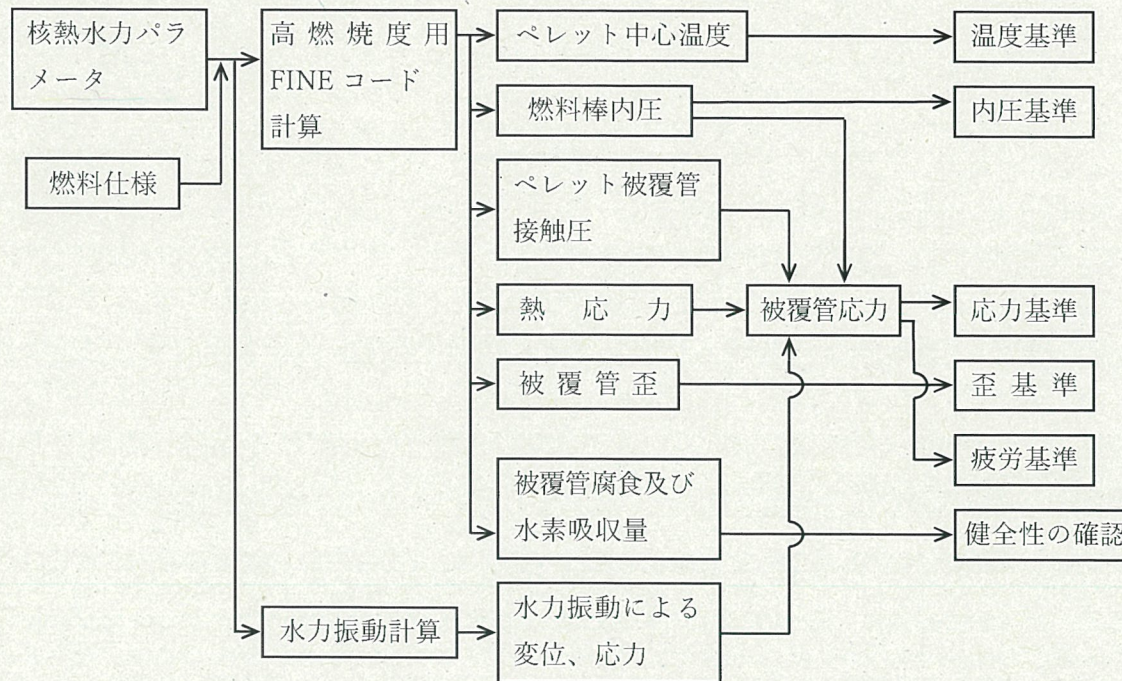 核熱水力パラ
メータ
燃料仕様
高燃焼度用
FINEコード
計算
水力振動計算
ペレット中心温度
燃料棒内圧
ペレット被覆管
接触圧
熱応力
被覆管歪
被覆管腐食及び
水素吸収量
水力振動による
変位、応力
被覆管応力
温度基準
内圧基準
応力基準
歪基準
疲労基準
健全性の確認